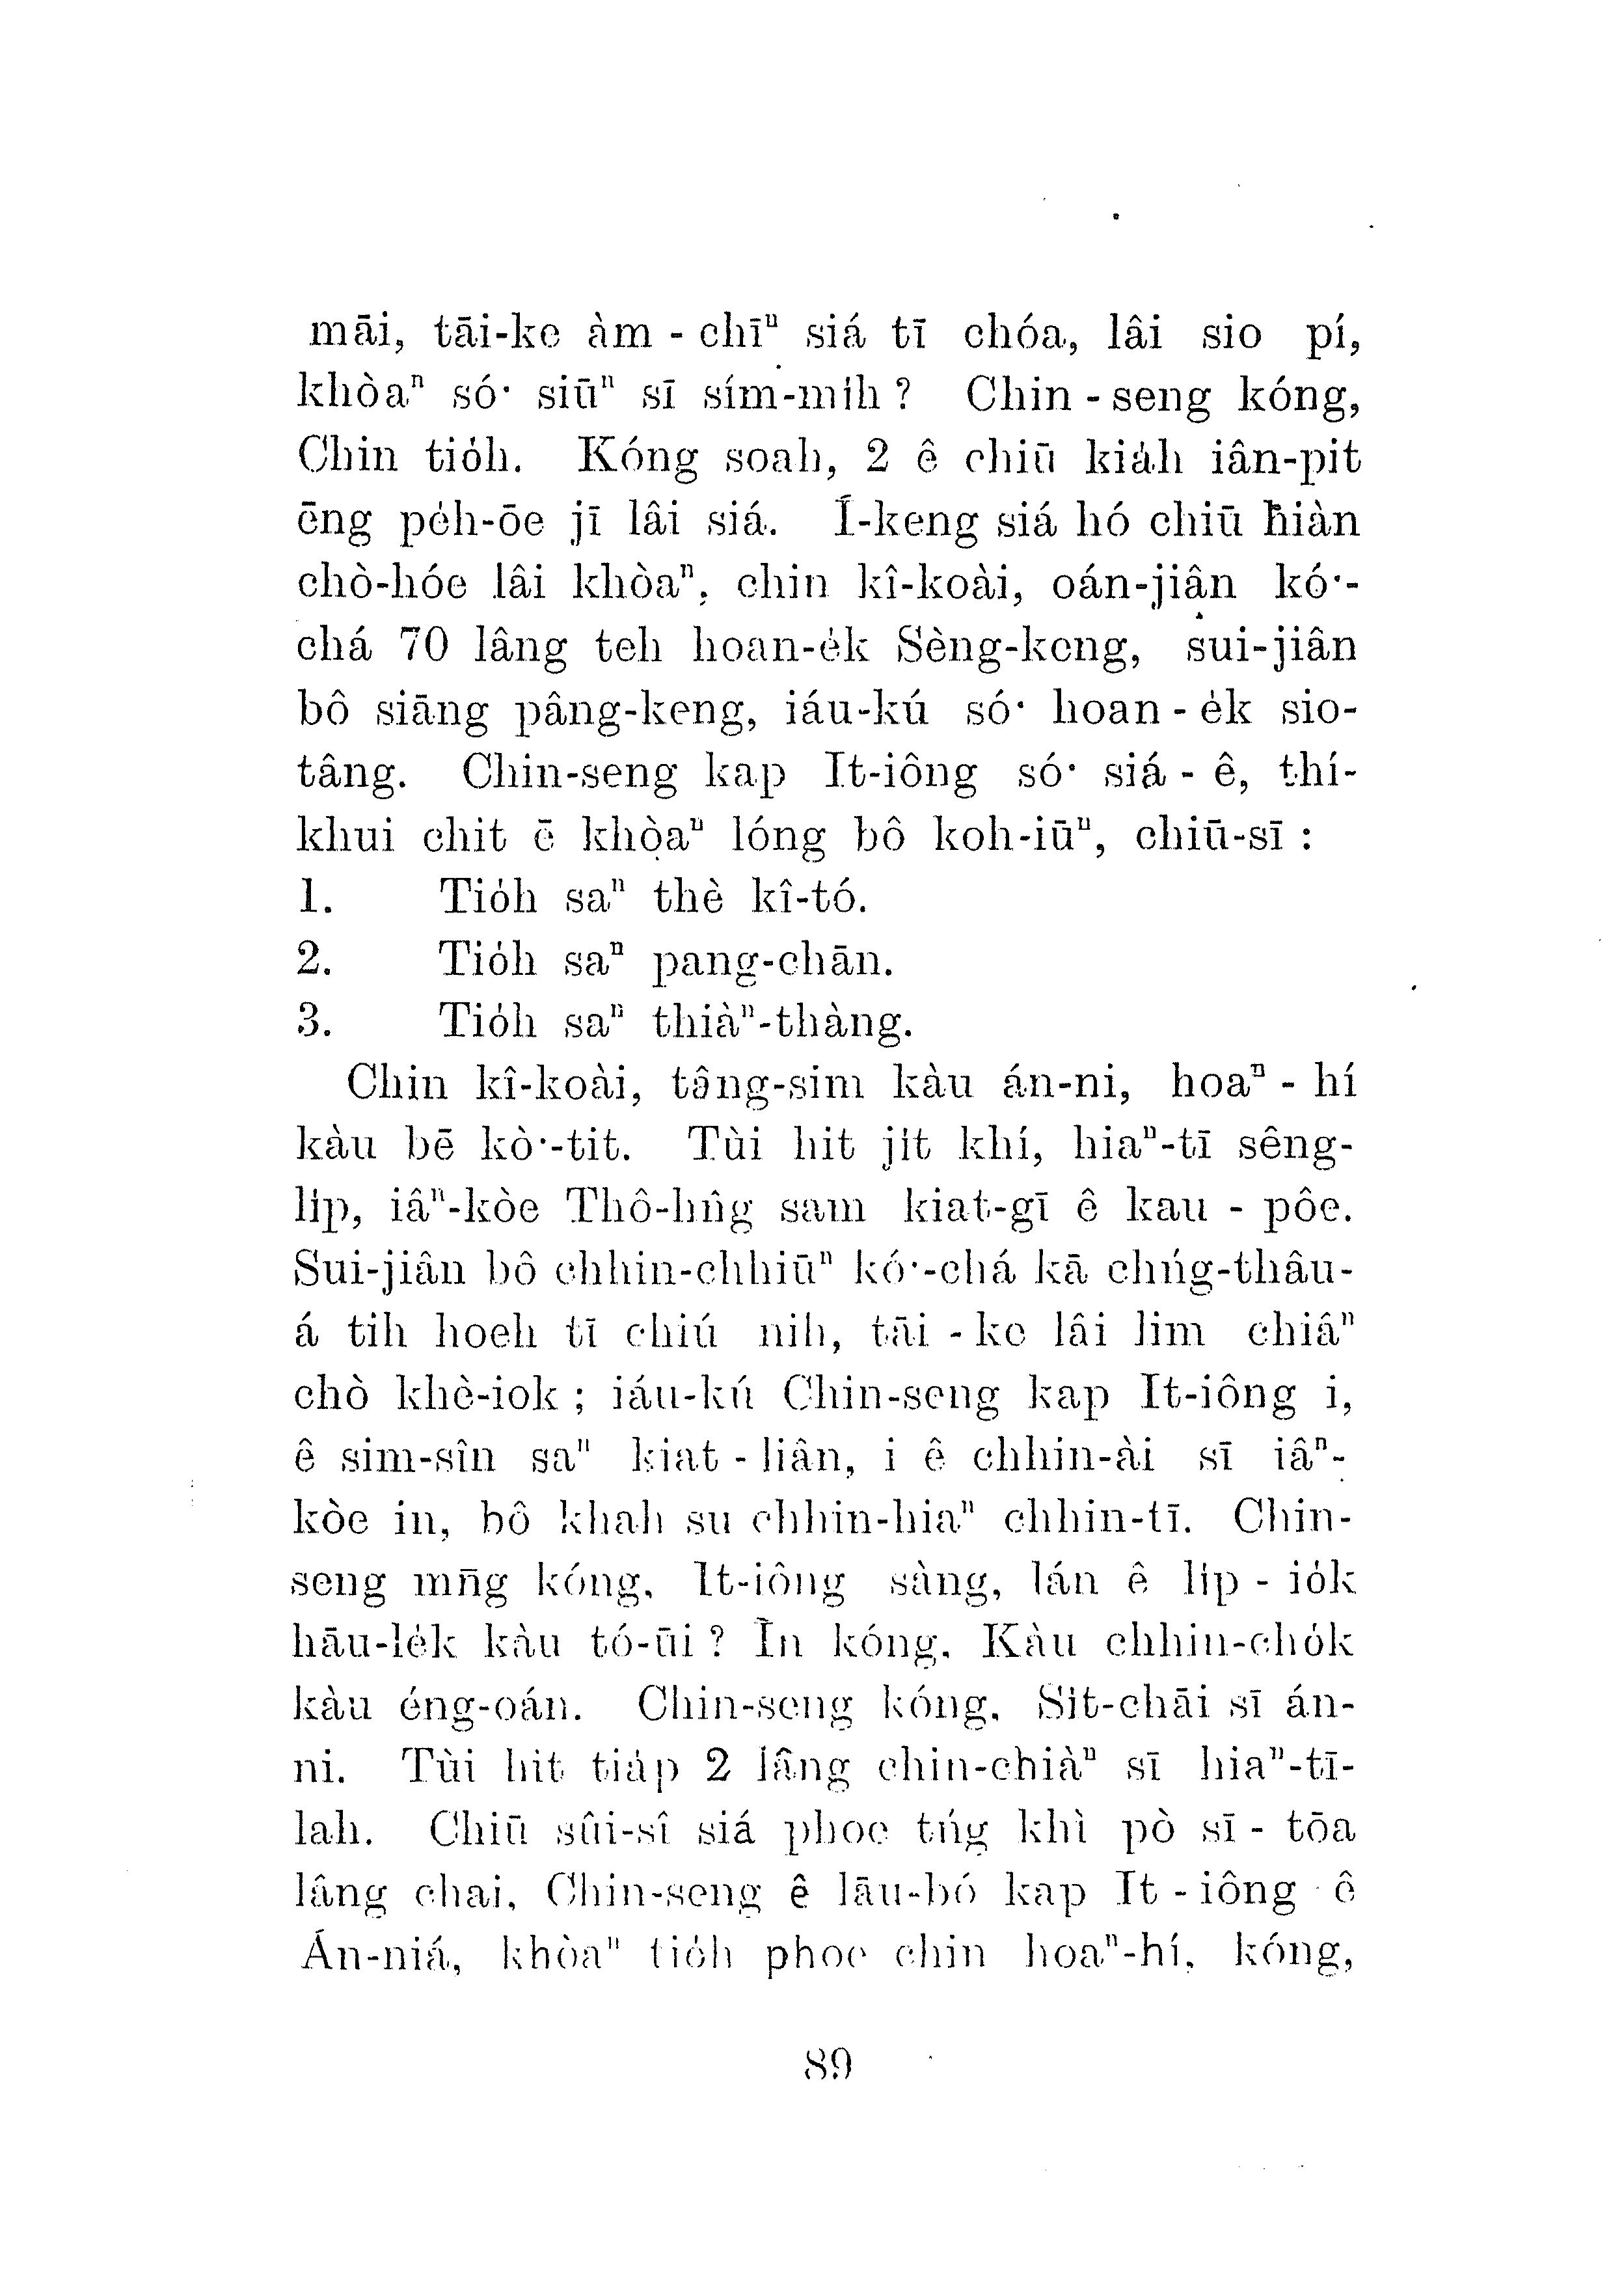 māi, tāi-ke àm - chīⁿ siá tī chóa, lâi sio pí,
khòaⁿ só͘ siūⁿ sī sím-mih ? Chin - seng kóng,
Chin tio̍h. Kóng soah, 2 ê chiū kia̍h iân-pit
ēng pe̍h-ōe jī lâi siá. Í-keng siá hó chiū hiàn
chò-hóe lâi khòaⁿ, chin kî-koài, oán-jiân kó͘-
chá 70 lâng teh hoan-e̍k Sèng-keng, sui-jiân
bô siāng pâng-keng, iáu-kú só͘ hoan - e̍k sio-
tâng. Chin-seng kap It-iông só͘ siá - ê, thí-
khui chit ē khòaⁿ lóng bô koh-iūⁿ, chiū-sī :
1. Tio̍h saⁿ thè kî-tó.
2. Tio̍h saⁿ pang-chān.
3. Tio̍h saⁿ thiàⁿ-thàng.
Chin kî-koài, tâng-sim kàu án-ni, hoaⁿ - hí
kàu bē kò͘-tit. Tùi hit ji̍t khí, hiaⁿ-tī sêng-
li̍p, iâⁿ-kòe Thô-hn̂g sam kiat-gī ê kau - pôe.
Sui-jiân bô chhin-chhiūⁿ kó͘-chá kā chńg-thâu-
á tih hoeh tī chiú nih, tāi - ke lâi lim chiâⁿ
chò khè-iok ; iáu-kú Chin-seng kap It-iông i,
ê sim-sîn saⁿ kiat - liân, i ê chhin-ài sī iâⁿ-
kòe in, bô khah su chhin-hiaⁿ chhin-tī. Chin-
seng mn̄g kóng, It-iông sàng, lán ê li̍p - io̍k
hāu-le̍k kàu tó-ūi ? Ìn kóng, Kàu chhin-cho̍k
kàu éng-oán. Chin-seng kóng, Si̍t-chāi sī án-
ni. Tùi hit tia̍p 2 lâng chin-chiàⁿ sī hiaⁿ-tī-
lah. Chiū sûi-sî siá phoe tńg khì pò sī - tōa
lâng chai, Chin-seng ê lāu-bó kap It - iông ê
Án-niá, khòaⁿ tio̍h phoe chin hoaⁿ-hí, kóng,
89